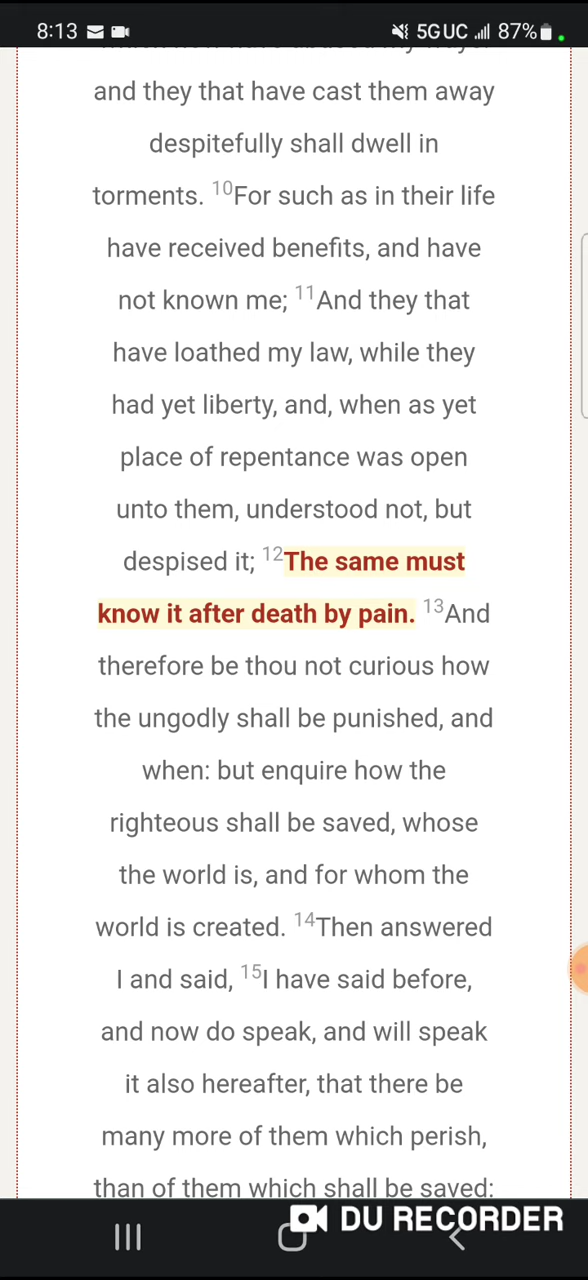 8:13
5GUC 87%
and they that have cast them away
despitefully shall dwell in
torments. 10For such as in their life
have received benefits, and have
not known me; 11And they that
have loathed my law, while they
had yet liberty, and, when as yet
place of repentance was open
unto them, understood not, but
despised it; 12The same must
know it after death by pain. 13And
therefore be thou not curious how
the ungodly shall be punished, and
when: but enquire how the
righteous shall be saved, whose
the world is, and for whom the
world is created. 14Then answered
I and said, 15I have said before,
and now do speak, and will speak
it also hereafter, that there be
many more of them which perish,
than of them which shall be saved:
DU RECORDER